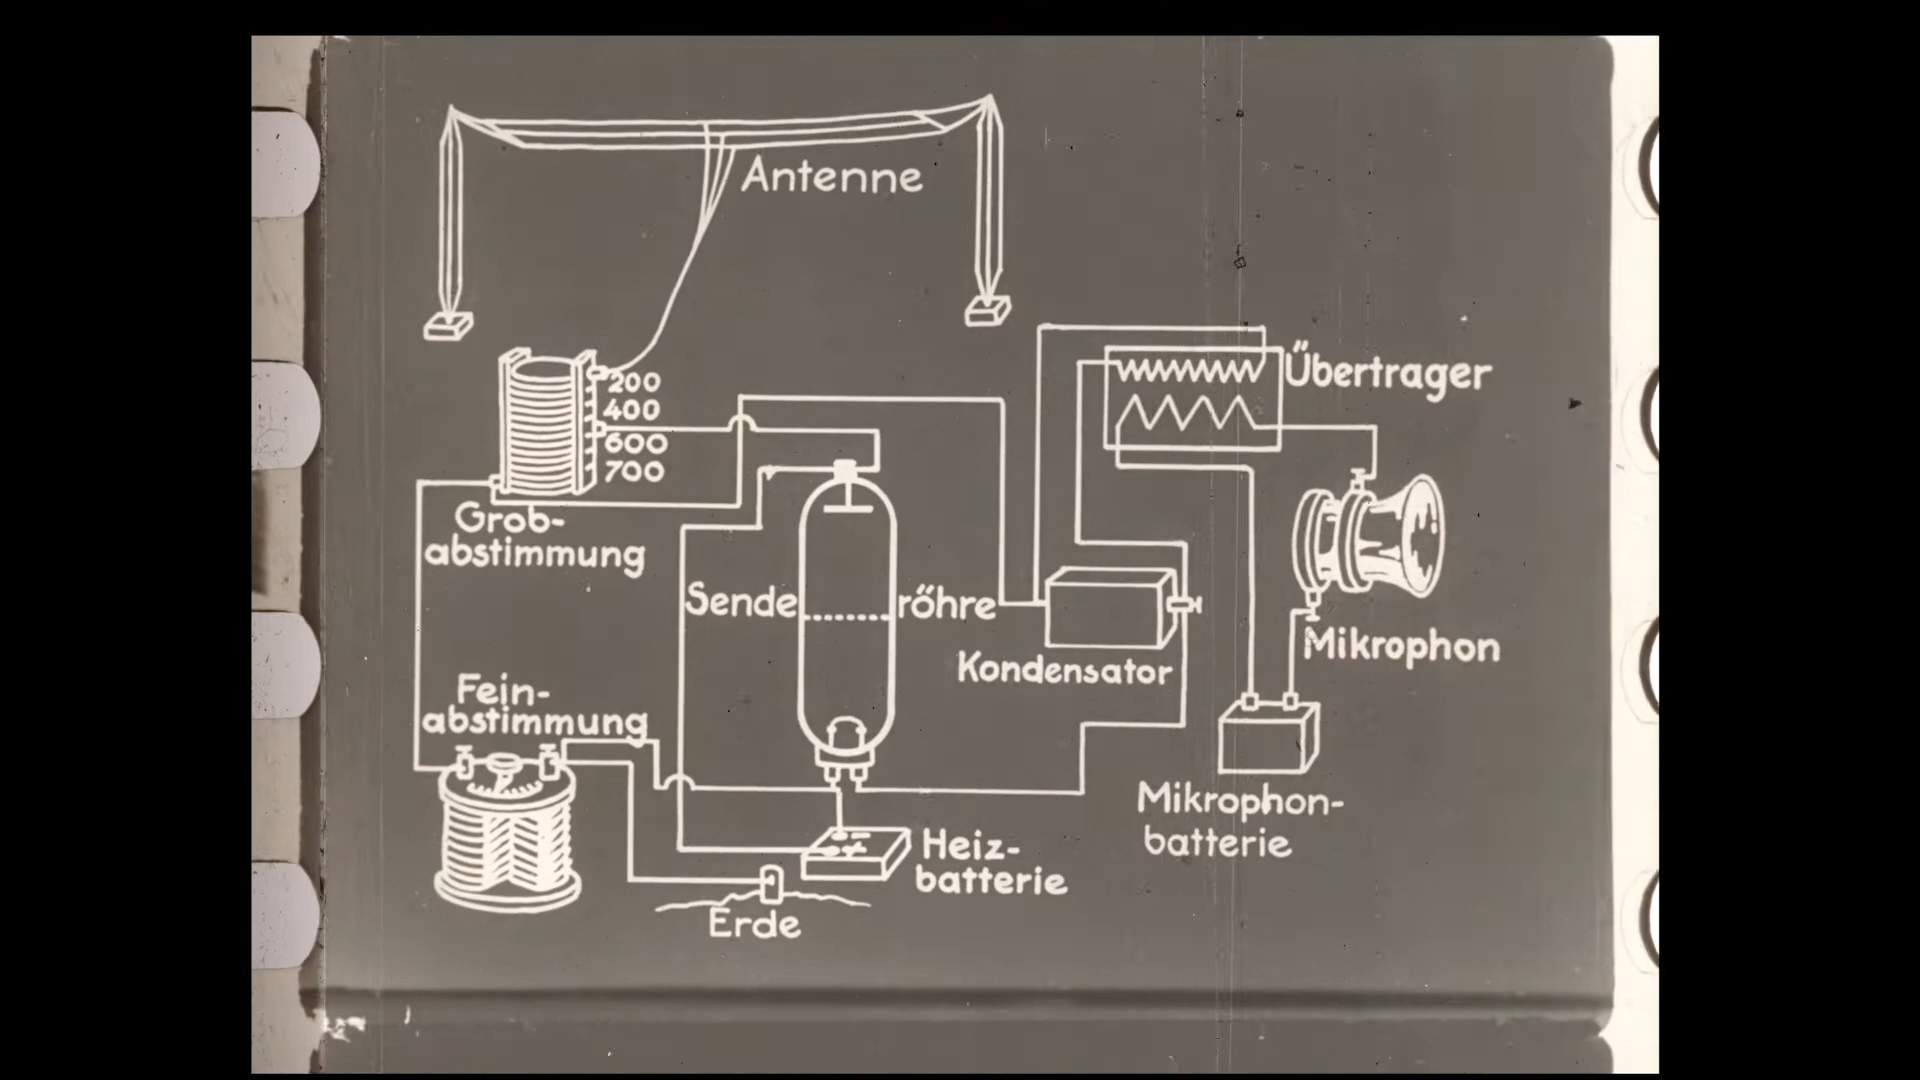 Antenne
200
400
600
700
Übertrager
Grob-
abstimmung
Sende röhre
Mikrophon
Kondensator
Fein-
abstimmung
Mikrophon-
batterie
Heiz-
batterie
Erde